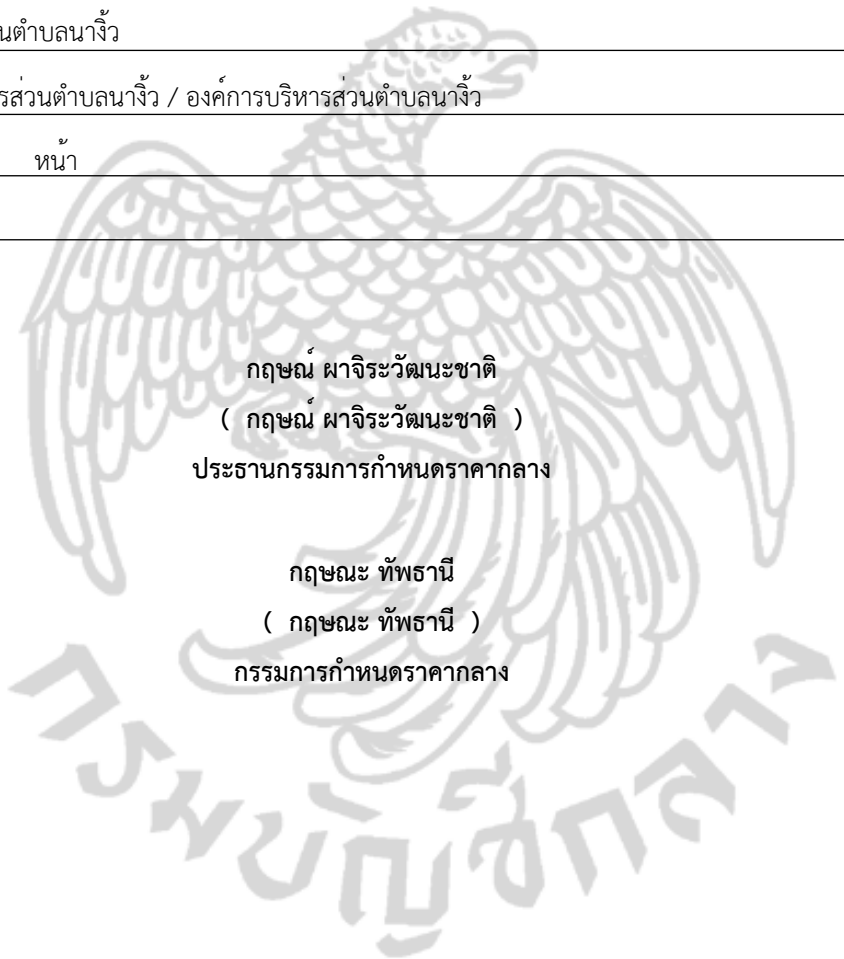 นตำบลนางิ้ว
รส่วนตำบลนางิ้ว / องค์การบริหารส่วนตำบลนางิ้ว
หน้า
กฤษณ์ ผาจิระวัฒนะชาติ
( กฤษณ์ ผาจิระวัฒนะชาติ )
ประธานกรรมการกำหนดราคากลาง
กฤษณะ ทัพธานี
( กฤษณะ ทัพธานี )
กรรมการกำหนดราคากลาง
กรมบัญชีกลาง